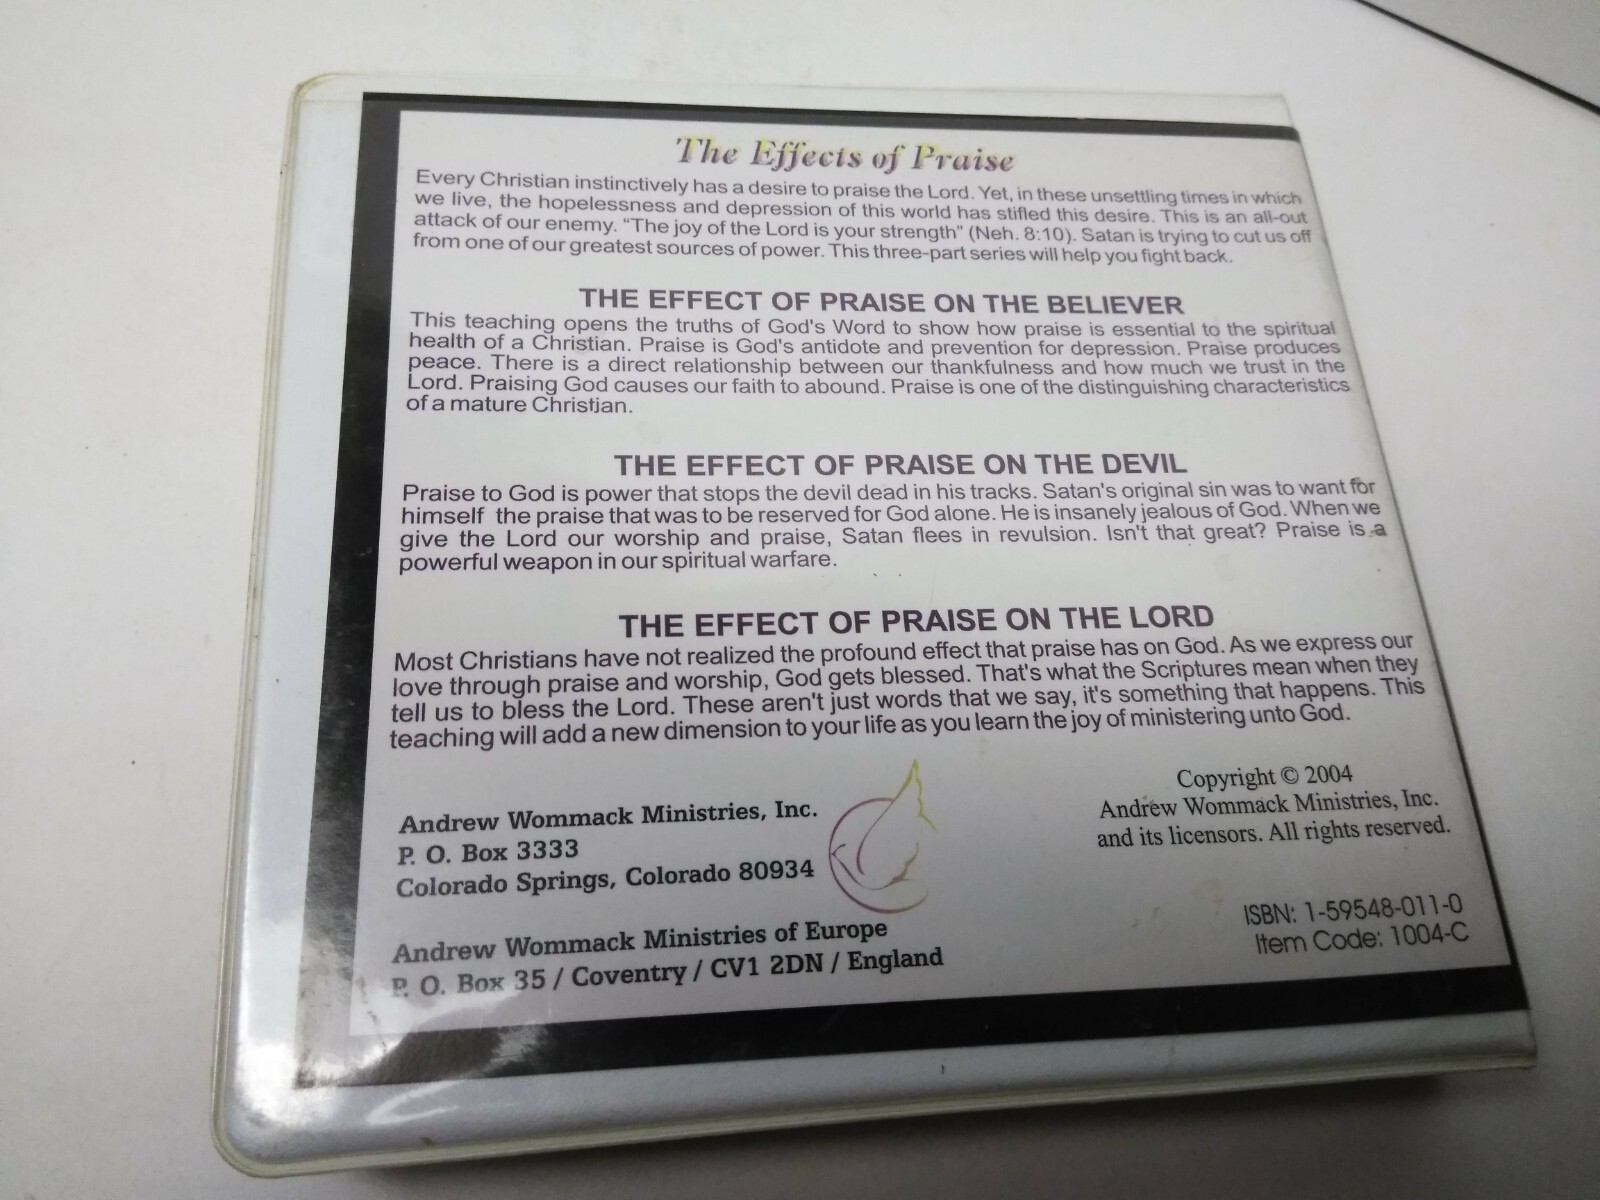 The Effects of Praise
Every Christian instinctively has a desire to praise the Lord. Yet, in these unsettling times in which
we live, the hopelessness and depression of this world has stifled this desire. This is an all-out
attack of our enemy. “The joy of the Lord is your strength” (Neh. 8:10). Satan is trying to cut us off
from one of our greatest sources of power. This three-part series will help you fight back.
THE EFFECT OF PRAISE ON THE BELIEVER
This teaching opens the truths of God's Word to show how praise is essential to the spiritual
health of a Christian. Praise is God's antidote and prevention for depression. Praise produces
peace. There is a direct relationship between our thankfulness and how much we trust in the
Lord. Praising God causes our faith to abound. Praise is one of the distinguishing characteristics
of a mature Christian.
THE EFFECT OF PRAISE ON THE DEVIL
Praise to God is power that stops the devil dead in his tracks. Satan's original sin was to want for
himself the praise that was to be reserved for God alone. He is insanely jealous of God. When we
give the Lord our worship and praise, Satan flees in revulsion. Isn't that great? Praise is a
powerful weapon in our spiritual warfare.
THE EFFECT OF PRAISE ON THE LORD
Most Christians have not realized the profound effect that praise has on God. As we express our
love through praise and worship, God gets blessed. That's what the Scriptures mean when they
tell us to bless the Lord. These aren't just words that we say, it's something that happens. This
teaching will add a new dimension to your life as you learn the joy of ministering unto God.
Andrew Wommack Ministries, Inc.
P. O. Box 3333
Colorado Springs, Colorado 80934
Andrew Wommack Ministries of Europe
P. O. Box 35 / Coventry / CV1 2DN / England
Copyright © 2004
Andrew Wommack Ministries, Inc.
and its licensors. All rights reserved.
ISBN: 1-59548-011-0
Item Code: 1004-C